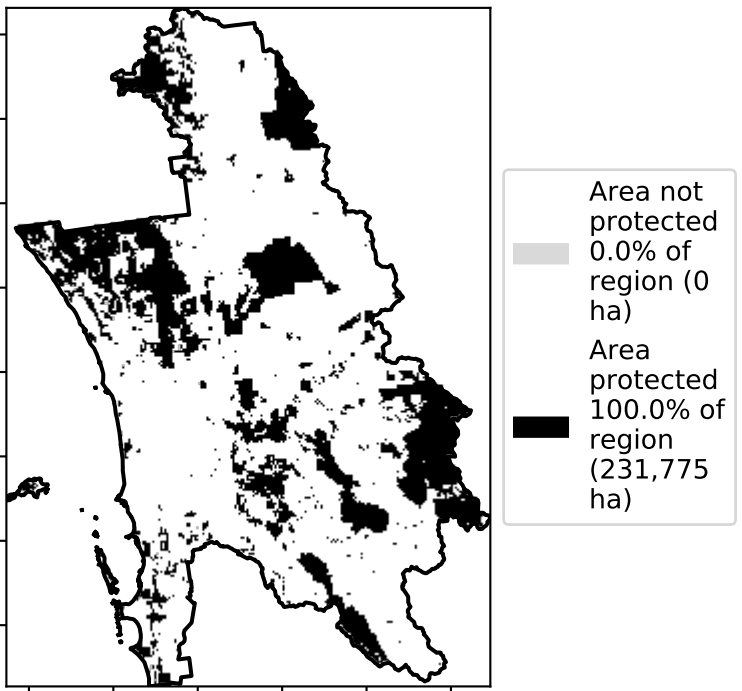 Area not
protected
0.0% of
region (0
ha)
Area
protected
100.0% of
region
(231,775
ha)